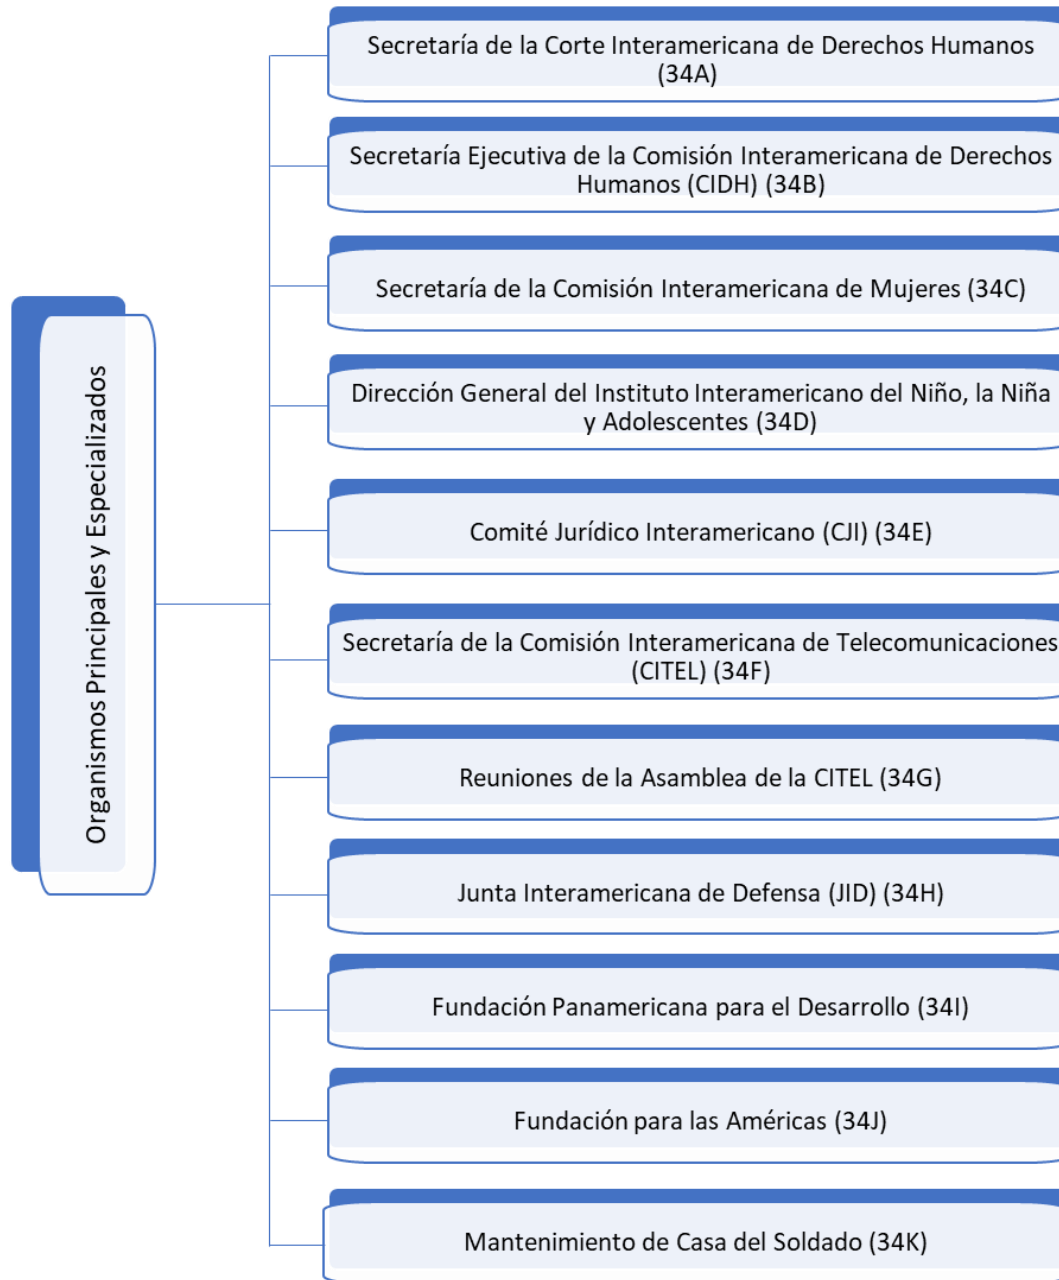 Organismos Principales y Especializados
Secretaría de la Corte Interamericana de Derechos Humanos
(34A)
Secretaría Ejecutiva de la Comisión Interamericana de Derechos
Humanos (CIDH) (34B)
Secretaría de la Comisión Interamericana de Mujeres (34C)
Dirección General del Instituto Interamericano del Niño, la Niña
y Adolescentes (34D)
Comité Jurídico Interamericano (CJI) (34E)
Secretaría de la Comisión Interamericana de Telecomunicaciones
(CITEL) (34F)
Reuniones de la Asamblea de la CITEL (34G)
Junta Interamericana de Defensa (JID) (34H)
Fundación Panamericana para el Desarrollo (34I)
Fundación para las Américas (34J)
Mantenimiento de Casa del Soldado (34K)